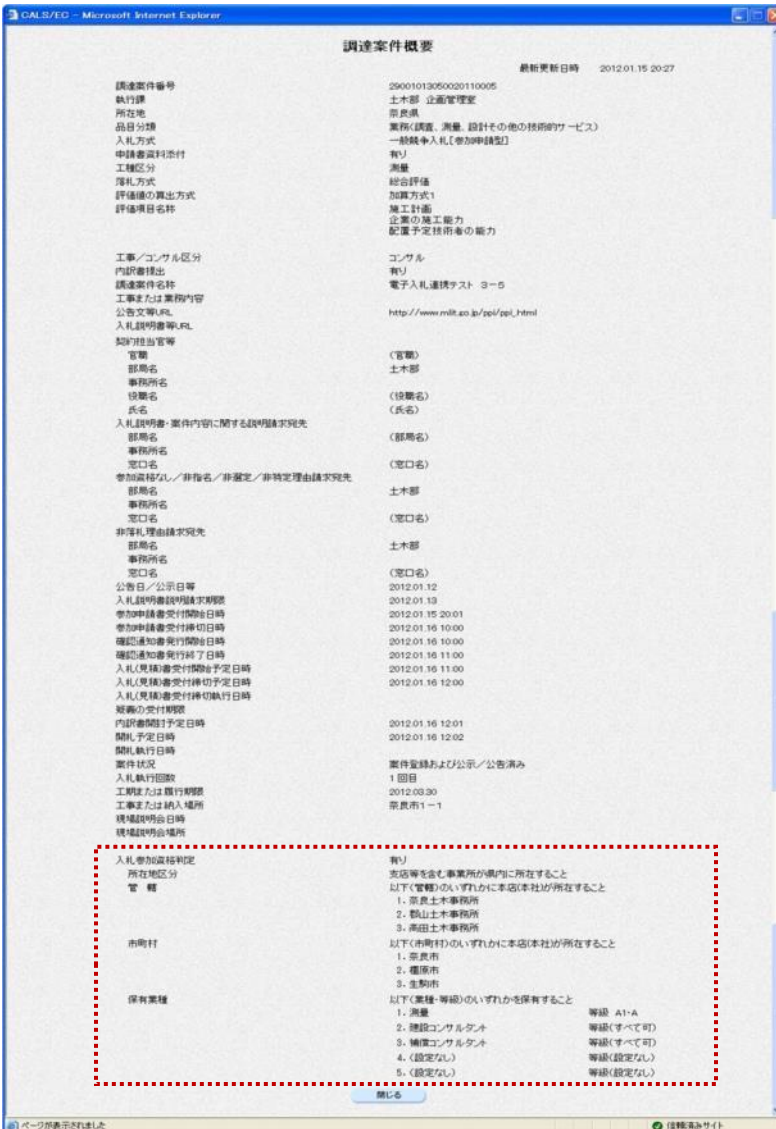 CALS/EC - Microsoft Internet Explorer
調達案件概要
最新更新日時 2012.01.15 20:27
調達案件番号 29001013050020110005
執行課 土木部 企画管理室
所在地 奈良県
品目分類 業務(調査、測量、設計その他の技術的サービス)
入札方式 一般競争入札[参加申請型]
申請書資料添付 有り
工種区分 測量
落札方式 総合評価
評価値の算出方式 加算方式1
評価項目名称 施工計画
企業の施工能力
配置予定技術者の能力
工事/コンサル区分 コンサル
内訳書提出 有り
調達案件名称 電子入札連携テスト 3-5
工事または業務内容
公告文等URL http://www.mlit.go.jp/ppi/ppi_html
入札説明書等URL
契約担当官等
官職 (官職)
部局名 土木部
事務所名
役職名 (役職名)
氏名 (氏名)
入札説明書・案件内容に関する説明請求宛先
部局名 (部局名)
事務所名
窓口名 (窓口名)
参加資格なし/非指名/非選定/非特定理由請求宛先
部局名 土木部
事務所名
窓口名 (窓口名)
非落札理由請求宛先
部局名 土木部
事務所名
窓口名 (窓口名)
公告日/公示日等 2012.01.12
入札説明書説明請求期限 2012.01.13
参加申請書受付開始日時 2012.01.15 20:01
参加申請書受付締切日時 2012.01.16 10:00
確認通知書発行開始日時 2012.01.16 10:00
確認通知書発行終了日時 2012.01.16 11:00
入札(見積)書受付開始予定日時 2012.01.16 11:00
入札(見積)書受付締切予定日時 2012.01.16 12:00
入札(見積)書受付締切執行日時
疑義の受付期限
内訳書開封予定日時 2012.01.16 12:01
開札予定日時 2012.01.16 12:02
開札執行日時
案件状況 案件登録および公示/公告済み
入札執行回数 1回目
工期または履行期限 2012.03.30
工事または納入場所 奈良市1-1
現場説明会日時
現場説明会場所
入札参加資格判定 有り
所在地区分 支店等を含む事業所が県内に所在すること
管 轄 以下(管轄)のいずれかに本店(本社)が所在すること
1. 奈良土木事務所
2. 郡山土木事務所
3. 高田土木事務所
市町村 以下(市町村)のいずれかに本店(本社)が所在すること
1. 奈良市
2. 橿原市
3. 生駒市
保有業種 以下(業種・等級)のいずれかを保有すること
1. 測量 等級 A1・A
2. 建設コンサルタント 等級(すべて可)
3. 補償コンサルタント 等級(すべて可)
4. (設定なし) 等級(設定なし)
5. (設定なし) 等級(設定なし)
閉じる
ページが表示されました 信頼済みサイト